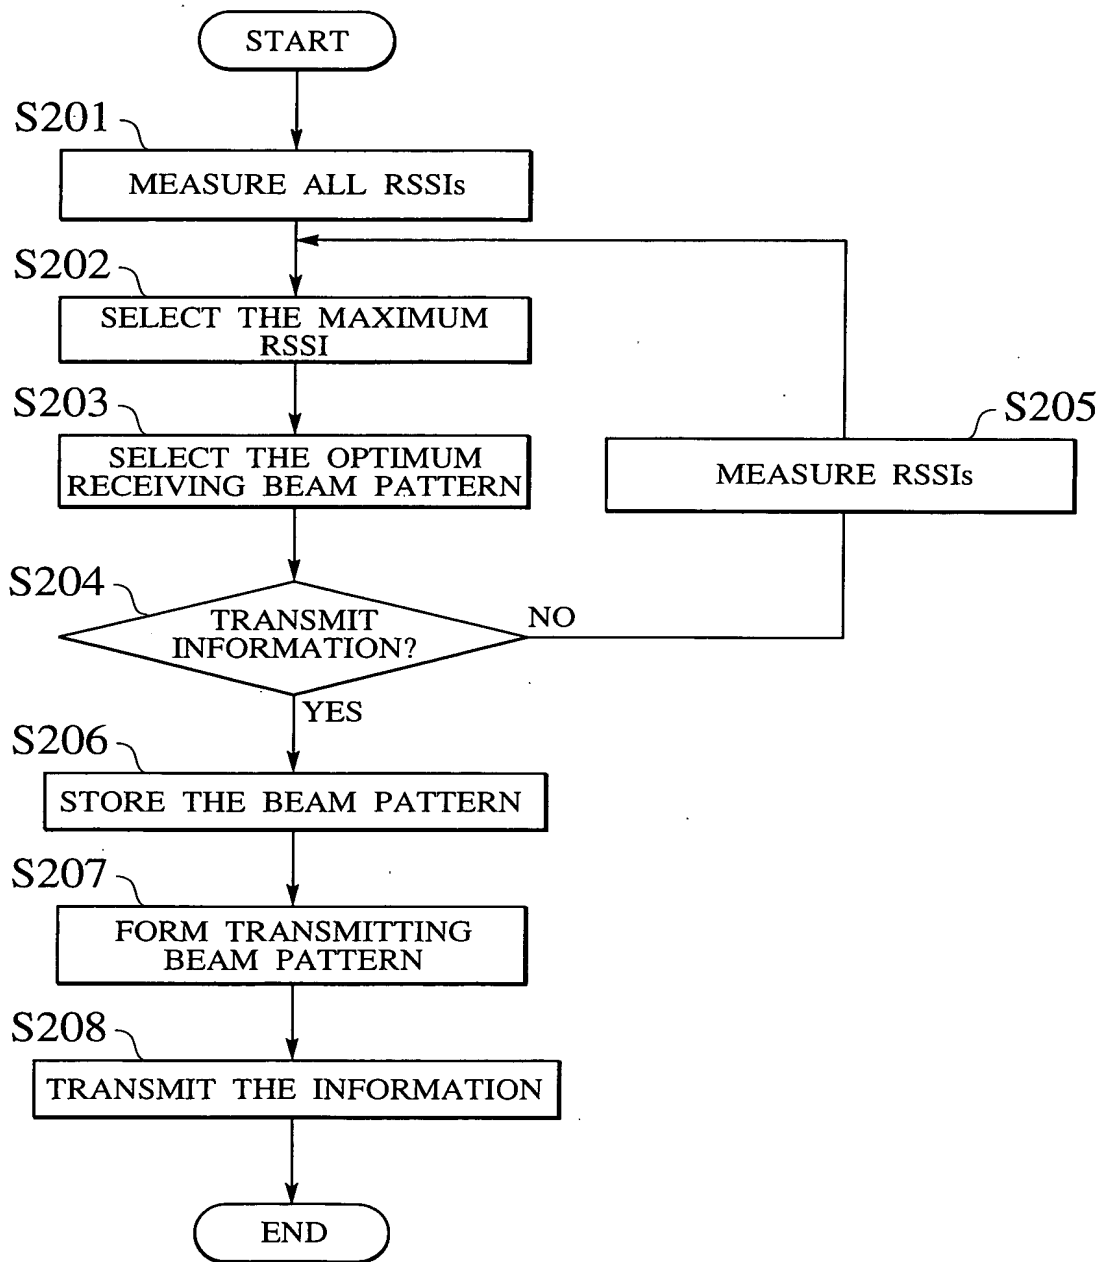 START
S201
MEASURE ALL RSSIs
S202
SELECT THE MAXIMUM
RSSI
S203
SELECT THE OPTIMUM
RECEIVING BEAM PATTERN
S205
MEASURE RSSIs
S204
TRANSMIT
INFORMATION?
NO
YES
S206
STORE THE BEAM PATTERN
S207
FORM TRANSMITTING
BEAM PATTERN
S208
TRANSMIT THE INFORMATION
END